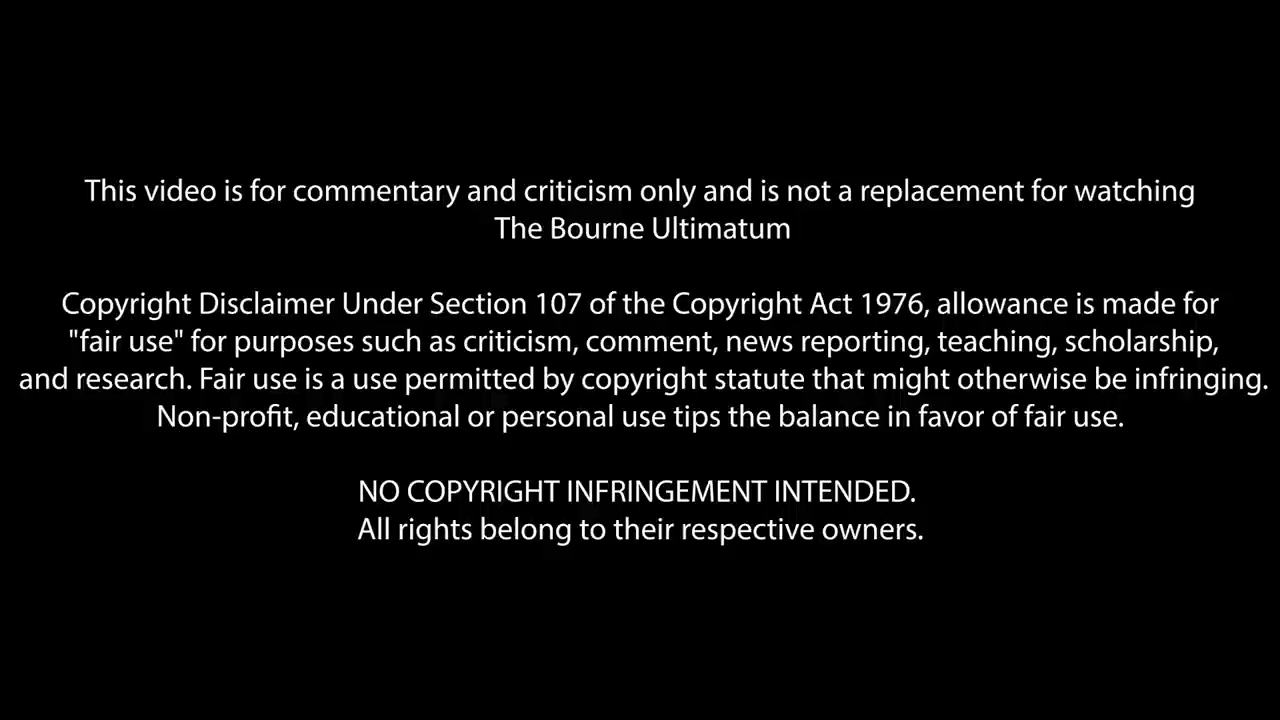 This video is for commentary and criticism only and is not a replacement for watching
The Bourne Ultimatum
Copyright Disclaimer Under Section 107 of the Copyright Act 1976, allowance is made for
"fair use" for purposes such as criticism, comment, news reporting, teaching, scholarship,
and research. Fair use is a use permitted by copyright statute that might otherwise be infringing.
Non-profit, educational or personal use tips the balance in favor of fair use.
NO COPYRIGHT INFRINGEMENT INTENDED.
All rights belong to their respective owners.